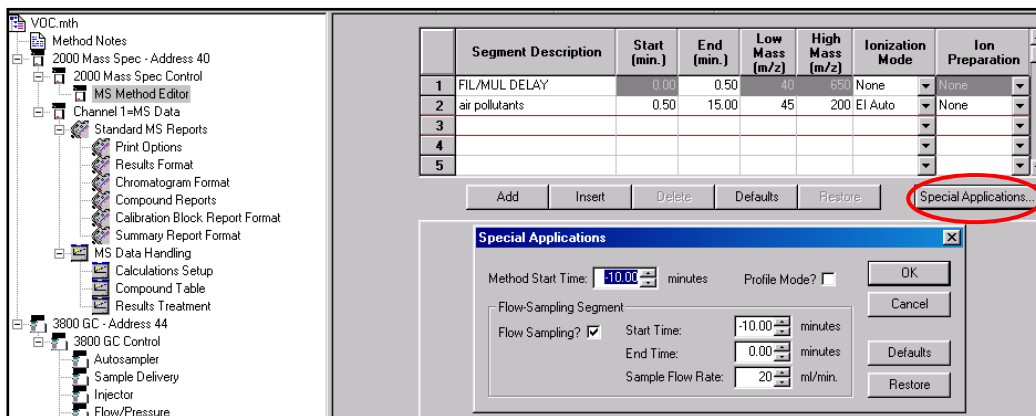 VOC.mth
Method Notes
2000 Mass Spec - Address 40
2000 Mass Spec Control
MS Method Editor
Channel 1=MS Data
Standard MS Reports
Print Options
Results Format
Chromatogram Format
Compound Reports
Calibration Block Report Format
Summary Report Format
MS Data Handling
Calculations Setup
Compound Table
Results Treatment
3800 GC - Address 44
3800 GC Control
Autosampler
Sample Delivery
Injector
Flow/Pressure
Segment Description Start (min.) End (min.) Low Mass (m/z) High Mass (m/z) Ionization Mode Ion Preparation
1 FIL/MUL DELAY 0.00 0.50 40 650 None None
2 air pollutants 0.50 15.00 45 200 EI Auto None
3
4
5
Add Insert Delete Defaults Restore Special Applications...
Special Applications
Method Start Time: -10.00 minutes Profile Mode? OK
Cancel
Flow-Sampling Segment
Flow Sampling? Start Time: -10.00 minutes
End Time: 0.00 minutes Defaults
Sample Flow Rate: 20 ml/min. Restore